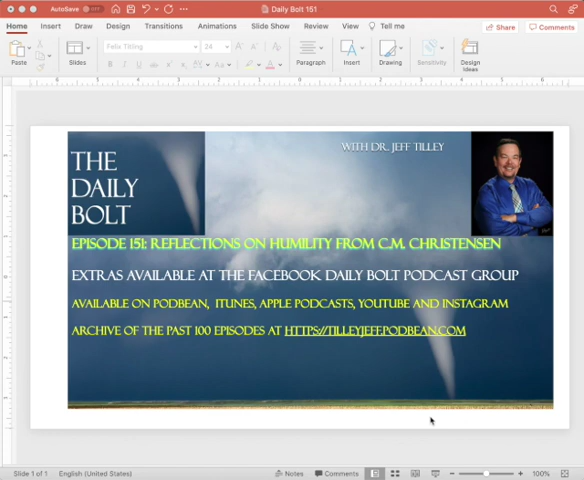 AutoSave OFF
Daily Bolt 151
Home Insert Draw Design Transitions Animations Slide Show Review View Tell me
Share Comments
Paste
Slides
Felix Titling 24
Paragraph
Insert
Drawing
Sensitivity
Design
Ideas
WITH DR. JEFF TILLEY
THE
DAILY
BOLT
EPISODE 151: REFLECTIONS ON HUMILITY FROM C.M. CHRISTENSEN
EXTRAS AVAILABLE AT THE FACEBOOK DAILY BOLT PODCAST GROUP
AVAILABLE ON PODBEAN, ITUNES, APPLE PODCASTS, YOUTUBE AND INSTAGRAM
ARCHIVE OF THE PAST 100 EPISODES AT HTTPS://TILLEYJEFF.PODBEAN.COM
Slide 1 of 1 English (United States) Notes Comments 100%